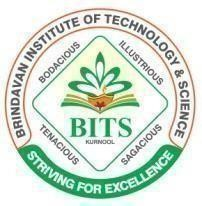 BRINDAVAN INSTITUTE OF TECHNOLOGY & SCIENCE
BODACIOUS
ILLUSTRIOUS
BITS
KURNOOL
TENACIOUS
SAGACIOUS
STRIVING FOR EXCELLENCE